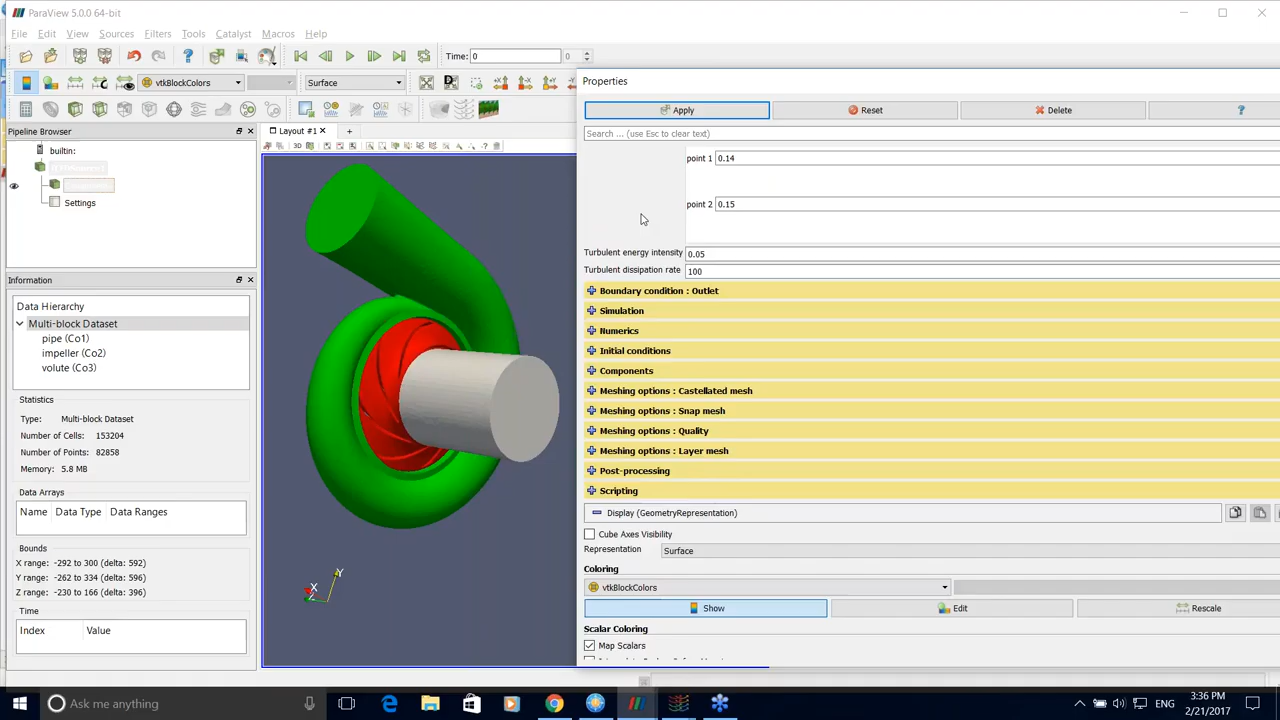 ParaView 5.0.0 64-bit
File Edit View Sources Filters Tools Catalyst Macros Help
Time: 0 0
vtkBlockColors Surface
Pipeline Browser
builtin:
Settings
Layout #1
3D
Information
Data Hierarchy
Multi-block Dataset
pipe (Co1)
impeller (Co2)
volute (Co3)
Statistics
Type: Multi-block Dataset
Number of Cells: 153204
Number of Points: 82858
Memory: 5.8 MB
Data Arrays
Name Data Type Data Ranges
Bounds
X range: -292 to 300 (delta: 592)
Y range: -262 to 334 (delta: 596)
Z range: -230 to 166 (delta: 396)
Time
Index Value
X Y
Properties
Apply Reset Delete ?
Search ... (use Esc to clear text)
point 1 0.14
point 2 0.15
Turbulent energy intensity 0.05
Turbulent dissipation rate 100
Boundary condition : Outlet
Simulation
Numerics
Initial conditions
Components
Meshing options : Castellated mesh
Meshing options : Snap mesh
Meshing options : Quality
Meshing options : Layer mesh
Post-processing
Scripting
Display (GeometryRepresentation)
Cube Axes Visibility
Representation Surface
Coloring
vtkBlockColors
Show Edit Rescale
Scalar Coloring
Map Scalars
Ask me anything
ENG
3:36 PM
2/21/2017